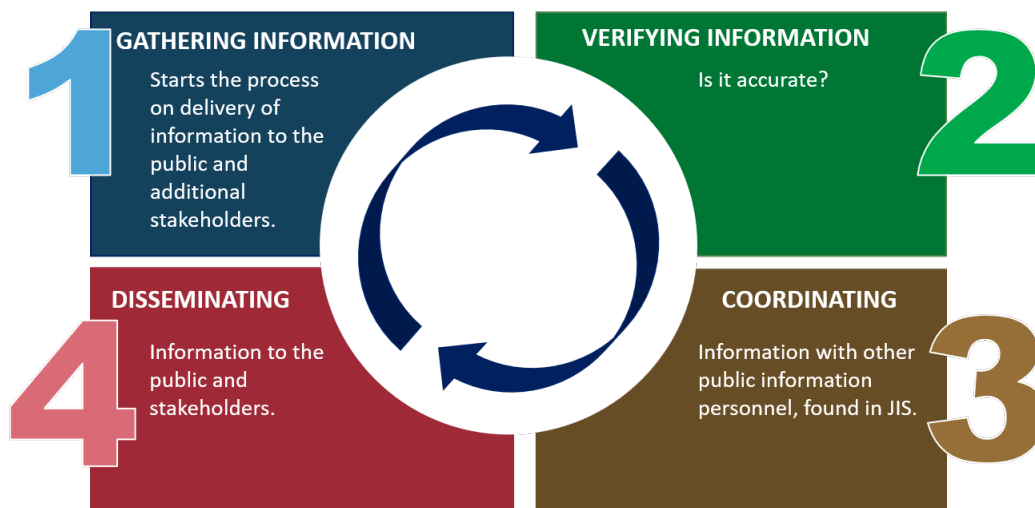 1
GATHERING INFORMATION
Starts the process
on delivery of
information to the
public and
additional
stakeholders.
2
VERIFYING INFORMATION
Is it accurate?
3
COORDINATING
Information with other
public information
personnel, found in JIS.
4
DISSEMINATING
Information to the
public and
stakeholders.